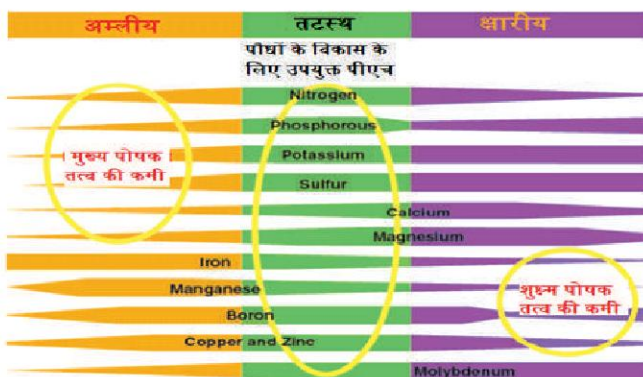 अम्लीय तटस्थ क्षारीय
पौधों के विकास के
लिए उपयुक्त पीएच
Nitrogen
Phosphorous
मुख्य पोषक
तत्व की कमी
Potassium
Sulfur
Calcium
Magnesium
Iron
Manganese
शुक्ष्म पोषक
तत्व की कमी
Boron
Copper and Zinc
Molybdenum